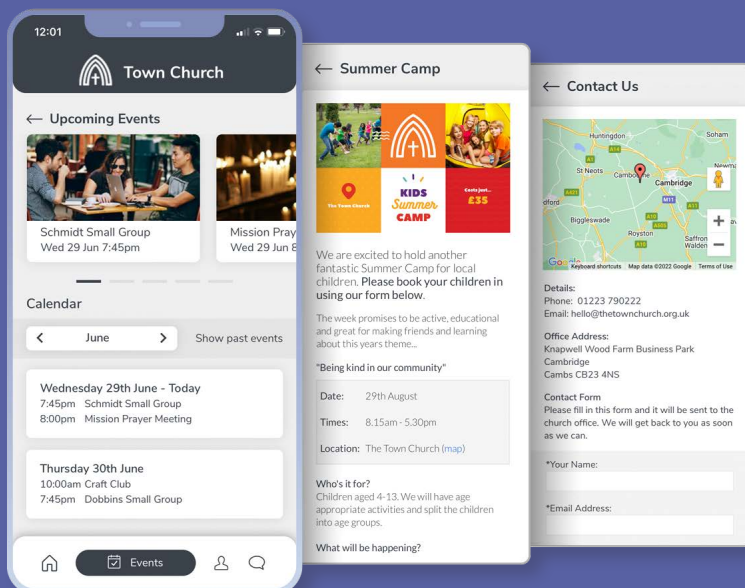 12:01
Town Church
← Upcoming Events
Schmidt Small Group
Wed 29 Jun 7:45pm
Mission Pray
Wed 29 Jun 8
Calendar
June
Show past events
Wednesday 29th June - Today
7:45pm Schmidt Small Group
8:00pm Mission Prayer Meeting
Thursday 30th June
10:00am Craft Club
7:45pm Dobbins Small Group
Events
← Summer Camp
The Town Church
KIDS
Summer
CAMP
Costs just...
£35
We are excited to hold another
fantastic Summer Camp for local
children. Please book your children in
using our form below.
The week promises to be active, educational
and great for making friends and learning
about this years theme...
"Being kind in our community"
Date: 29th August
Times: 8.15am - 5.30pm
Location: The Town Church (map)
Who's it for?
Children aged 4-13. We will have age
appropriate activities and split the children
into age groups.
What will be happening?
← Contact Us
Huntingdon
Soham
A14
A1
St Neots
Cambourne
Newma
Cambridge
A421
M11
A11
dford
Biggleswade
A10
A505
Royston
A10
Saffron
Walden
Google
Keyboard shortcuts Map data ©2022 Google Terms of Use
Details:
Phone: 01223 790222
Email: hello@thetownchurch.org.uk
Office Address:
Knapwell Wood Farm Business Park
Cambridge
Cambs CB23 4NS
Contact Form
Please fill in this form and it will be sent to the
church office. We will get back to you as soon
as we can.
*Your Name:
*Email Address: